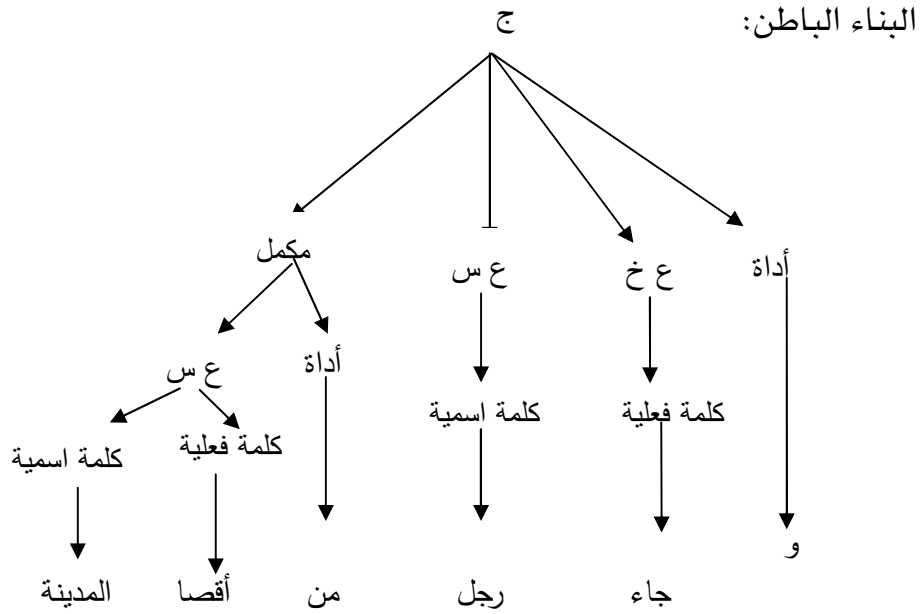 البناء الباطن:
ج
أداة
ع خ
ع س
مكمل
كلمة فعلية
كلمة اسمية
أداة
ع س
كلمة فعلية
كلمة اسمية
و
جاء
رجل
من
أقصا
المدينة